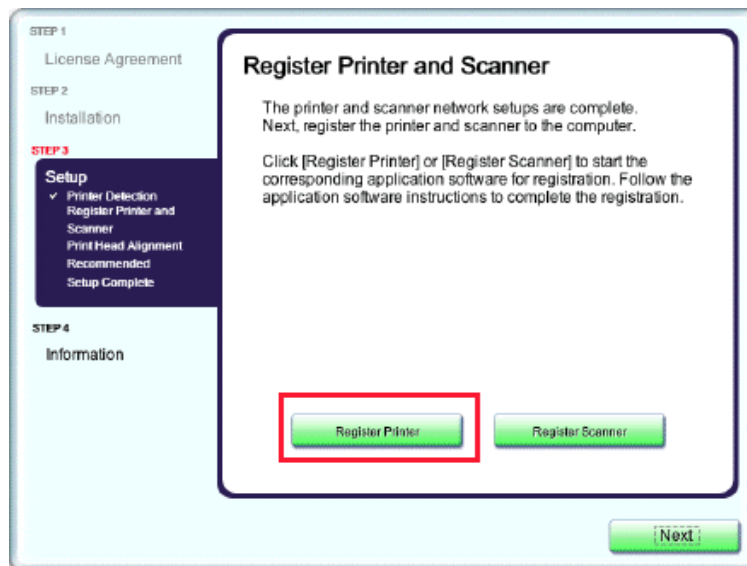 STEP 1
License Agreement
STEP 2
Installation
STEP 3
Setup
✓ Printer Detection
Register Printer and
Scanner
Print Head Alignment
Recommended
Setup Complete
STEP 4
Information
Register Printer and Scanner
The printer and scanner network setups are complete.
Next, register the printer and scanner to the computer.
Click [Register Printer] or [Register Scanner] to start the
corresponding application software for registration. Follow the
application software instructions to complete the registration.
Register Printer
Register Scanner
Next